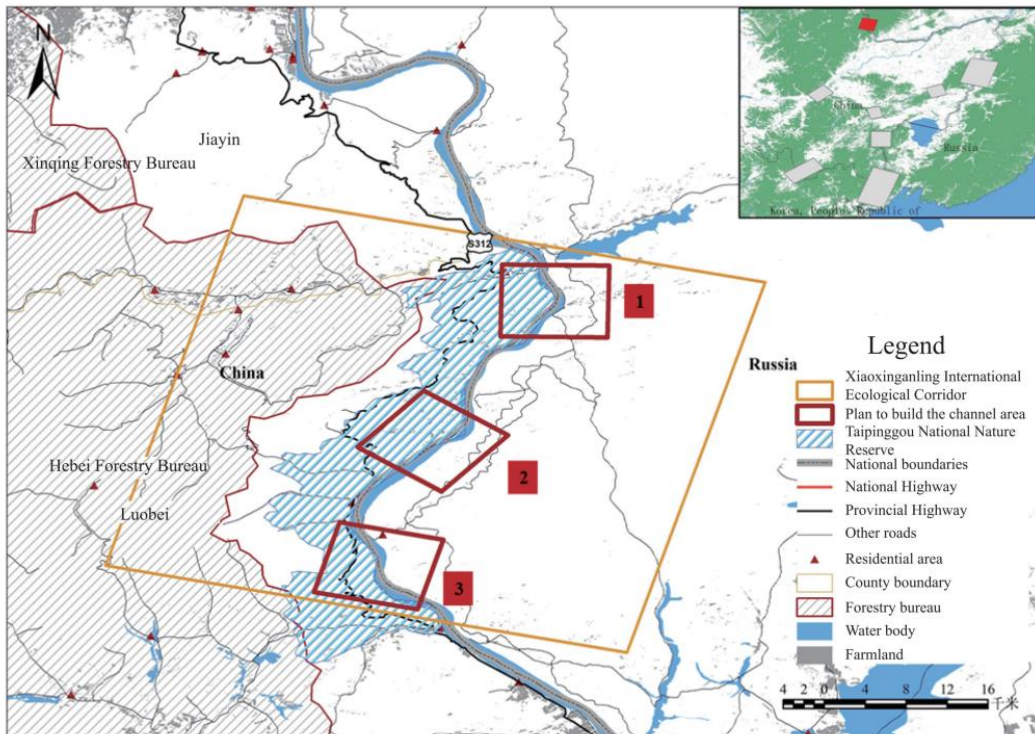 N
Jiayin
Xinqing Forestry Bureau
S312
China
Hebei Forestry Bureau
Luobei
Russia
1
2
3
China
Russia
Korea, People, Republic of
Legend
Xiaoxinganling International
Ecological Corridor
Plan to build the channel area
Taipinggou National Nature
Reserve
National boundaries
National Highway
Provincial Highway
Other roads
Residential area
County boundary
Forestry bureau
Water body
Farmland
4 2 0 4 8 12 16
千米